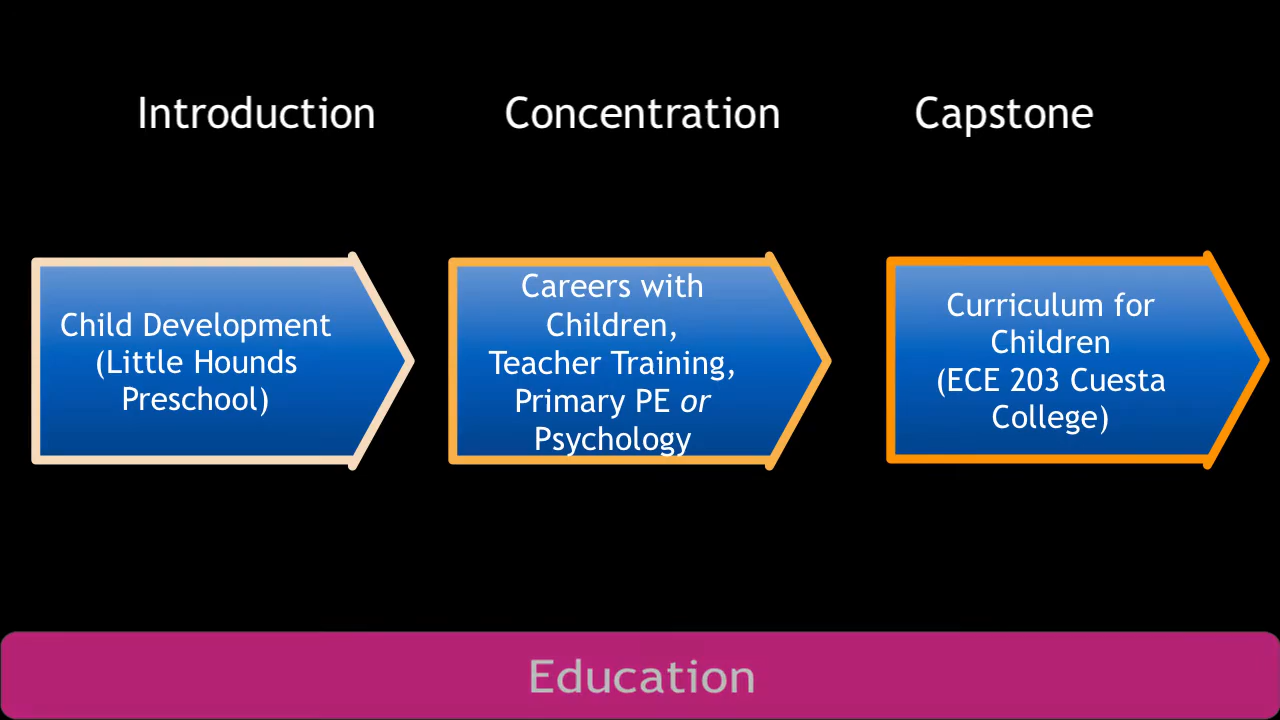 Introduction
Concentration
Capstone
Child Development
(Little Hounds
Preschool)
Careers with
Children,
Teacher Training,
Primary PE or
Psychology
Curriculum for
Children
(ECE 203 Cuesta
College)
Education